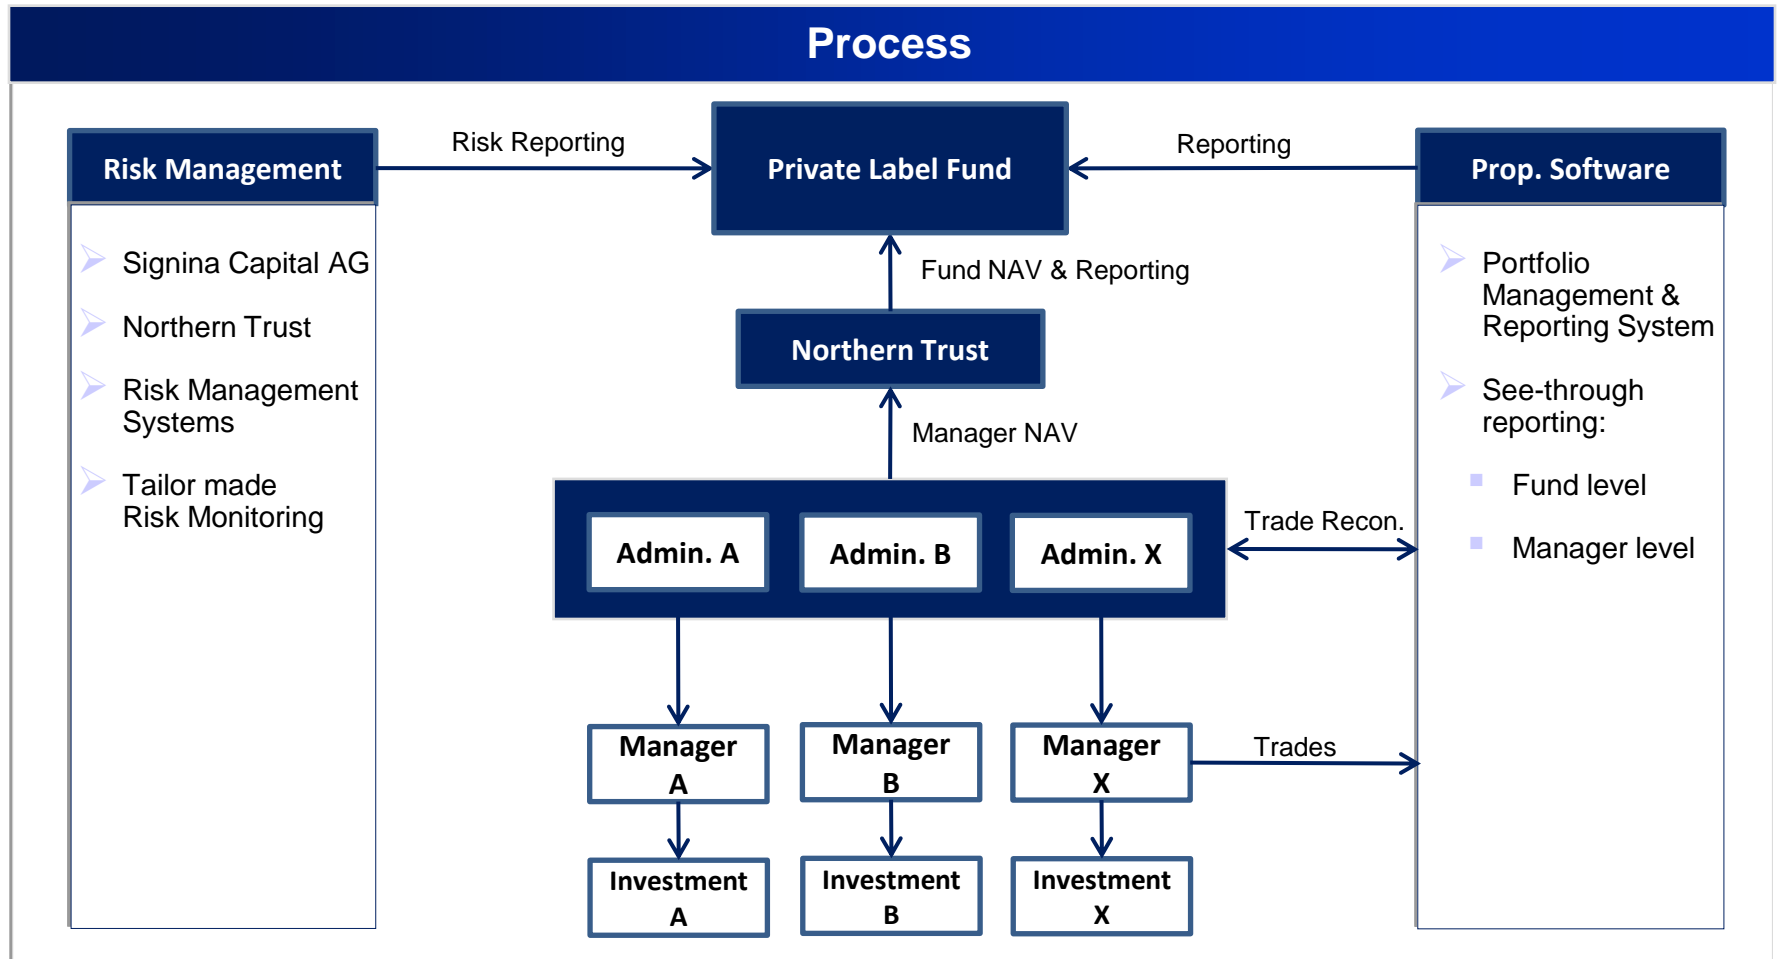 Process
Risk Management
Risk Reporting
Private Label Fund
Reporting
Prop. Software
Signina Capital AG
Northern Trust
Risk Management
Systems
Tailor made
Risk Monitoring
Fund NAV & Reporting
Northern Trust
Manager NAV
Admin. A
Admin. B
Admin. X
Trade Recon.
Manager
A
Manager
B
Manager
X
Trades
Investment
A
Investment
B
Investment
X
Portfolio
Management &
Reporting System
See-through
reporting:
Fund level
Manager level